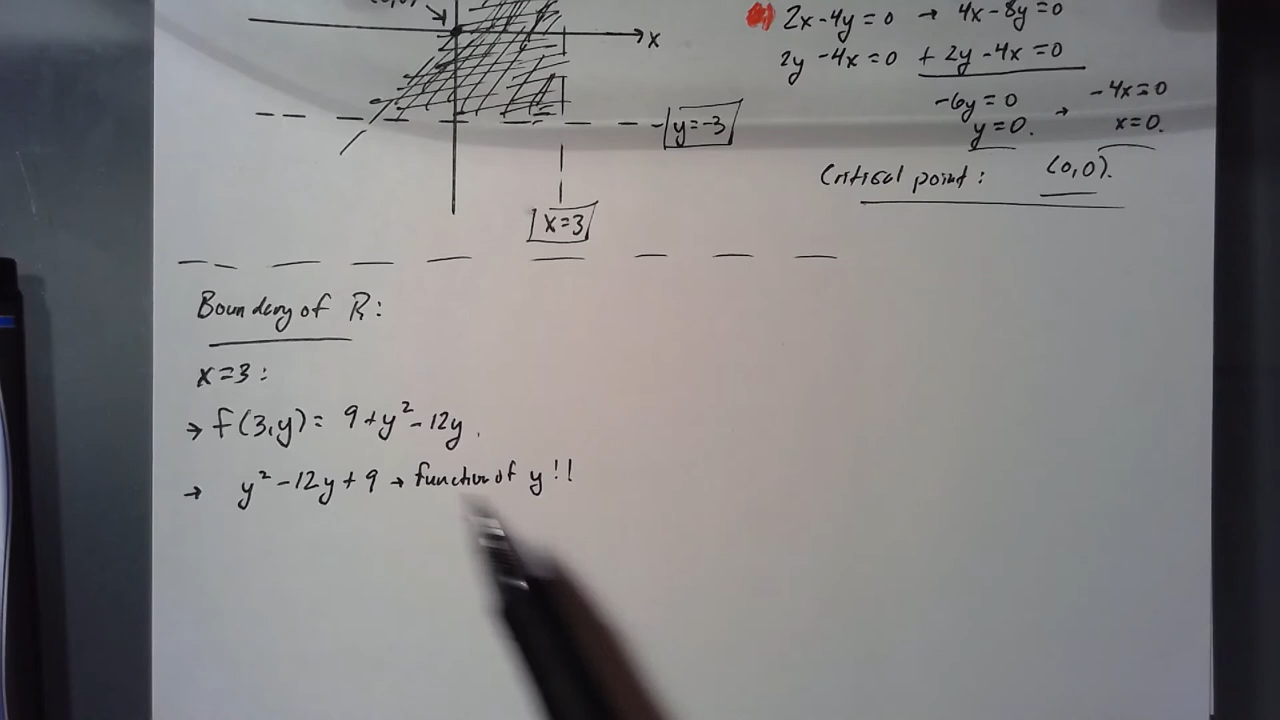 x
2x-4y=0 → 4x-8y=0
2y-4x=0 + 2y-4x=0
-6y=0 → -4x=0
y=0. x=0.
y=-3
Critical point: (0,0).
x=3
Boundery of R:
x=3:
→ f(3,y)= 9+y²-12y.
→ y²-12y+9 → function of y!!